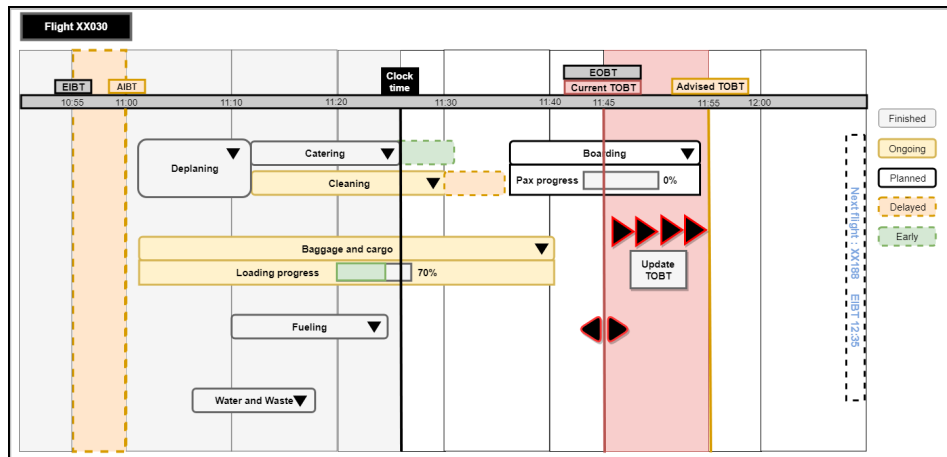 Flight XX030
Clock
time
EOBT
EIBT
AIBT
Current TOBT
Advised TOBT
10:55
11:00
11:10
11:20
11:30
11:40
11:45
11:55
12:00
Finished
Ongoing
Planned
Delayed
Early
Deplaning
Catering
Boarding
Cleaning
Pax progress
0%
Baggage and cargo
Loading progress
70%
Update
TOBT
Fueling
Water and Waste
Next flight : XX188 EIBT 12:35